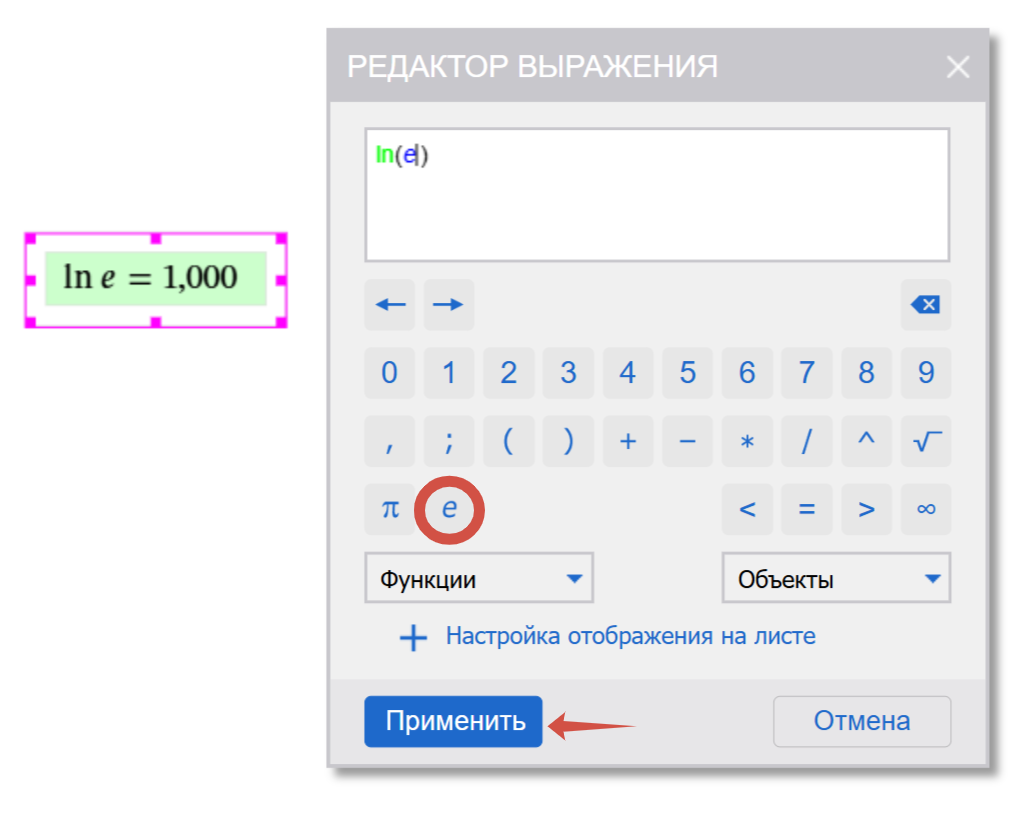 РЕДАКТОР ВЫРАЖЕНИЯ
ln(e)
ln e = 1,000
0 1 2 3 4 5 6 7 8 9
, ; ( ) + − * / ^ √
π e < = > ∞
Функции Объекты
+ Настройка отображения на листе
Применить Отмена